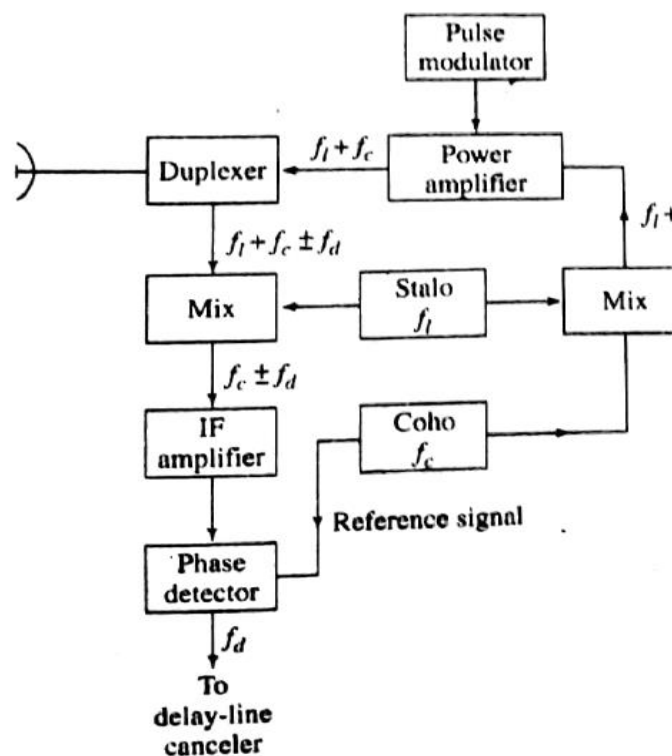 Pulse
modulator
f_l + f_c
Duplexer
Power
amplifier
f_l + f_c ± f_d
f_l +
Mix
Stalo
f_l
Mix
f_c ± f_d
IF
amplifier
Coho
f_c
Reference signal
Phase
detector
f_d
To
delay-line
canceler